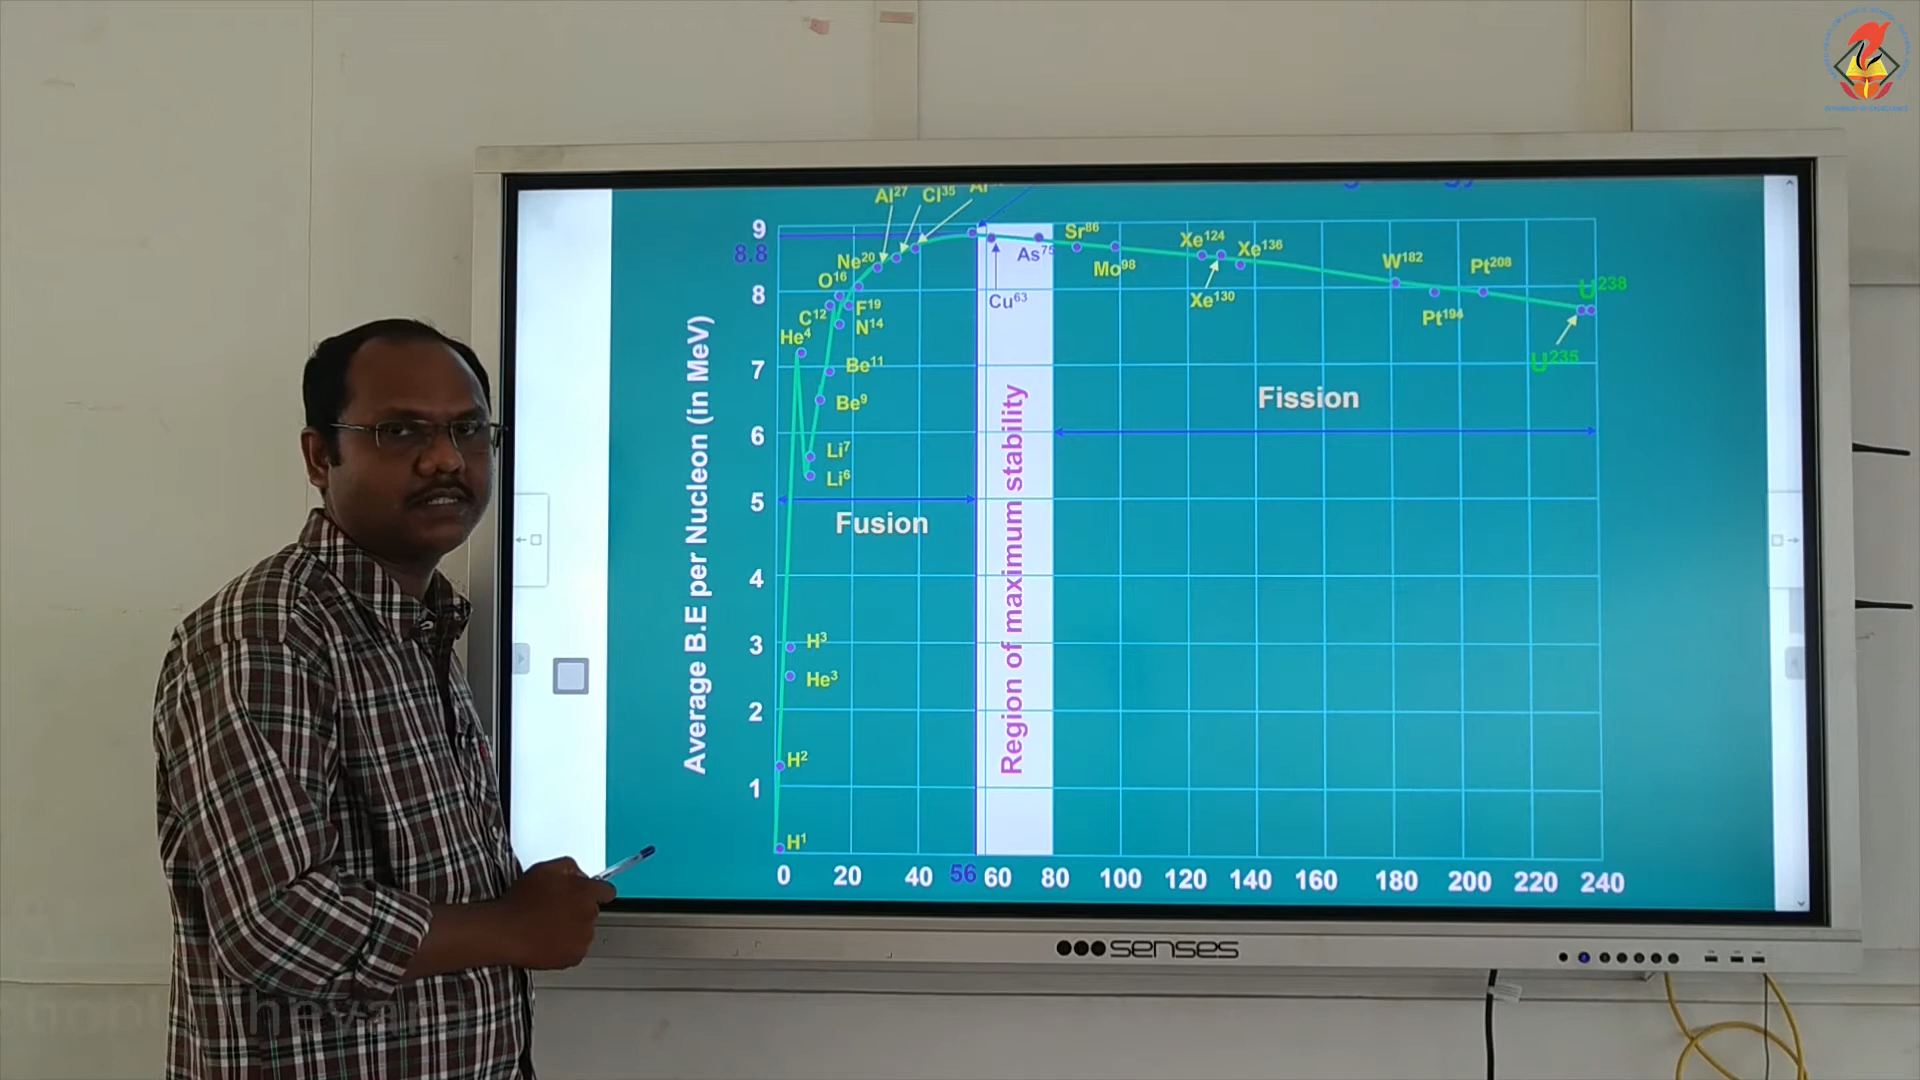 Al²⁷
Cl³⁵
9
8.8
Sr⁸⁶
As⁷⁵
Mo⁹⁸
Xe¹²⁴
Xe¹³⁶
Xe¹³⁰
W¹⁸²
Pt²⁰⁸
Pt¹⁹⁴
U²³⁸
U²³⁵
Ne²⁰
O¹⁶
F¹⁹
C¹²
N¹⁴
Cu⁶³
8
He⁴
7
Be¹¹
Be⁹
Fission
6
Li⁷
Li⁶
5
Fusion
4
3
H³
He³
2
H²
1
H¹
Average B.E per Nucleon (in MeV)
Region of maximum stability
0 20 40 56 60 80 100 120 140 160 180 200 220 240
senses